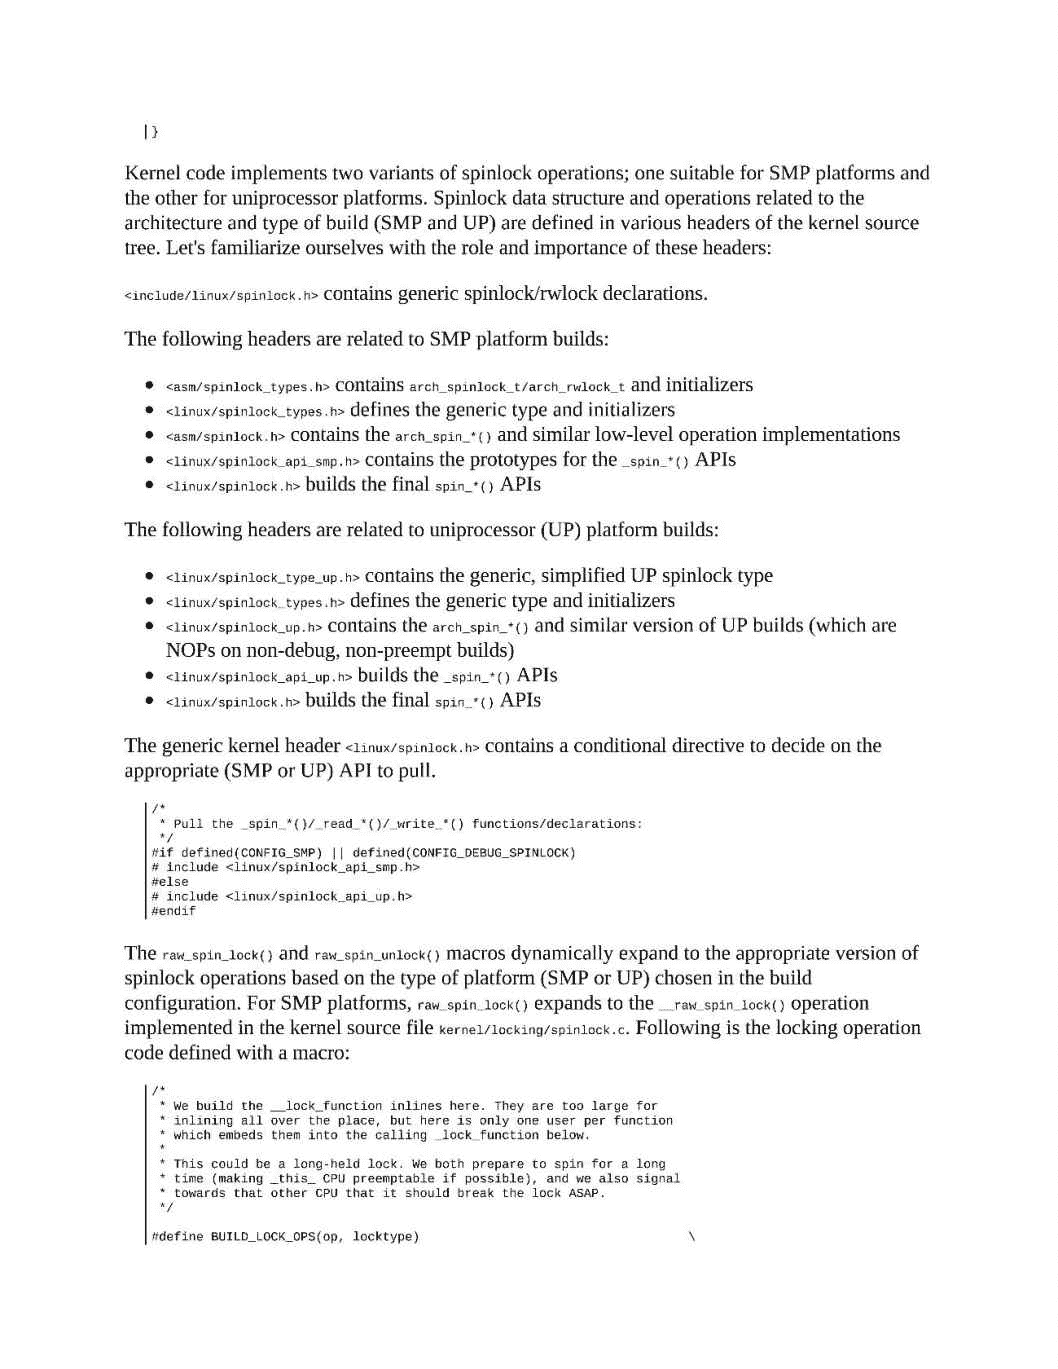 }
Kernel code implements two variants of spinlock operations; one suitable for SMP platforms and
the other for uniprocessor platforms. Spinlock data structure and operations related to the
architecture and type of build (SMP and UP) are defined in various headers of the kernel source
tree. Let's familiarize ourselves with the role and importance of these headers:
<include/linux/spinlock.h> contains generic spinlock/rwlock declarations.
The following headers are related to SMP platform builds:
• <asm/spinlock_types.h> contains arch_spinlock_t/arch_rwlock_t and initializers
• <linux/spinlock_types.h> defines the generic type and initializers
• <asm/spinlock.h> contains the arch_spin_*() and similar low-level operation implementations
• <linux/spinlock_api_smp.h> contains the prototypes for the _spin_*() APIs
• <linux/spinlock.h> builds the final spin_*() APIs
The following headers are related to uniprocessor (UP) platform builds:
• <linux/spinlock_type_up.h> contains the generic, simplified UP spinlock type
• <linux/spinlock_types.h> defines the generic type and initializers
• <linux/spinlock_up.h> contains the arch_spin_*() and similar version of UP builds (which are
NOPs on non-debug, non-preempt builds)
• <linux/spinlock_api_up.h> builds the _spin_*() APIs
• <linux/spinlock.h> builds the final spin_*() APIs
The generic kernel header <linux/spinlock.h> contains a conditional directive to decide on the
appropriate (SMP or UP) API to pull.
/*
 * Pull the _spin_*()/_read_*()/_write_*() functions/declarations:
 */
#if defined(CONFIG_SMP) || defined(CONFIG_DEBUG_SPINLOCK)
# include <linux/spinlock_api_smp.h>
#else
# include <linux/spinlock_api_up.h>
#endif
The raw_spin_lock() and raw_spin_unlock() macros dynamically expand to the appropriate version of
spinlock operations based on the type of platform (SMP or UP) chosen in the build
configuration. For SMP platforms, raw_spin_lock() expands to the __raw_spin_lock() operation
implemented in the kernel source file kernel/locking/spinlock.c. Following is the locking operation
code defined with a macro:
/*
 * We build the __lock_function inlines here. They are too large for
 * inlining all over the place, but here is only one user per function
 * which embeds them into the calling _lock_function below.
 *
 * This could be a long-held lock. We both prepare to spin for a long
 * time (making _this_ CPU preemptable if possible), and we also signal
 * towards that other CPU that it should break the lock ASAP.
 */
#define BUILD_LOCK_OPS(op, locktype) \